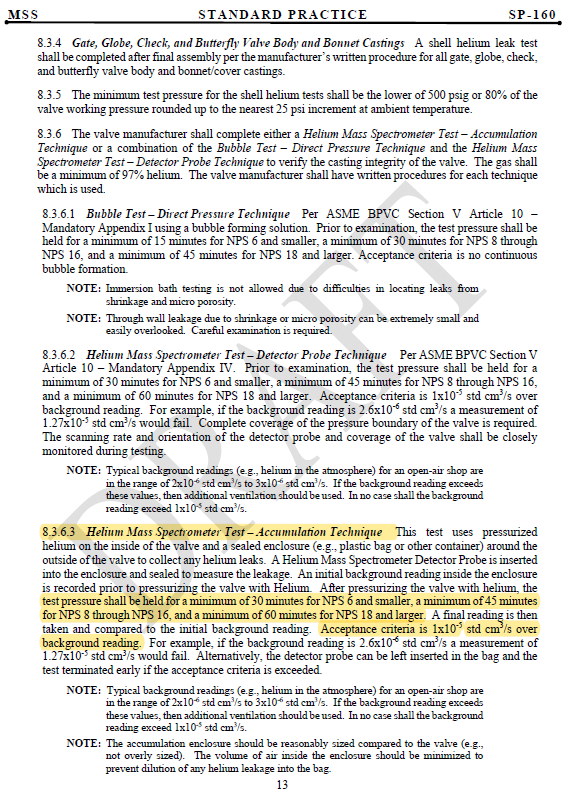 MSS STANDARD PRACTICE SP-160
8.3.4 Gate, Globe, Check, and Butterfly Valve Body and Bonnet Castings A shell helium leak test
shall be completed after final assembly per the manufacturer's written procedure for all gate, globe, check,
and butterfly valve body and bonnet/cover castings.
8.3.5 The minimum test pressure for the shell helium tests shall be the lower of 500 psig or 80% of the
valve working pressure rounded up to the nearest 25 psi increment at ambient temperature.
8.3.6 The valve manufacturer shall complete either a Helium Mass Spectrometer Test – Accumulation
Technique or a combination of the Bubble Test – Direct Pressure Technique and the Helium Mass
Spectrometer Test – Detector Probe Technique to verify the casting integrity of the valve. The gas shall
be a minimum of 97% helium. The valve manufacturer shall have written procedures for each technique
which is used.
8.3.6.1 Bubble Test – Direct Pressure Technique Per ASME BPVC Section V Article 10 –
Mandatory Appendix I using a bubble forming solution. Prior to examination, the test pressure shall be
held for a minimum of 15 minutes for NPS 6 and smaller, a minimum of 30 minutes for NPS 8 through
NPS 16, and a minimum of 45 minutes for NPS 18 and larger. Acceptance criteria is no continuous
bubble formation.
NOTE: Immersion bath testing is not allowed due to difficulties in locating leaks from
shrinkage and micro porosity.
NOTE: Through wall leakage due to shrinkage or micro porosity can be extremely small and
easily overlooked. Careful examination is required.
8.3.6.2 Helium Mass Spectrometer Test – Detector Probe Technique Per ASME BPVC Section V
Article 10 – Mandatory Appendix IV. Prior to examination, the test pressure shall be held for a
minimum of 30 minutes for NPS 6 and smaller, a minimum of 45 minutes for NPS 8 through NPS 16,
and a minimum of 60 minutes for NPS 18 and larger. Acceptance criteria is 1x10⁻⁵ std cm³/s over
background reading. For example, if the background reading is 2.6x10⁻⁶ std cm³/s a measurement of
1.27x10⁻⁵ std cm³/s would fail. Complete coverage of the pressure boundary of the valve is required.
The scanning rate and orientation of the detector probe and coverage of the valve shall be closely
monitored during testing.
NOTE: Typical background readings (e.g., helium in the atmosphere) for an open-air shop are
in the range of 2x10⁻⁶ std cm³/s to 3x10⁻⁶ std cm³/s. If the background reading exceeds
these values, then additional ventilation should be used. In no case shall the background
reading exceed 1x10⁻⁵ std cm³/s.
8.3.6.3 Helium Mass Spectrometer Test – Accumulation Technique This test uses pressurized
helium on the inside of the valve and a sealed enclosure (e.g., plastic bag or other container) around the
outside of the valve to collect any helium leaks. A Helium Mass Spectrometer Detector Probe is inserted
into the enclosure and sealed to measure the leakage. An initial background reading inside the enclosure
is recorded prior to pressurizing the valve with Helium. After pressurizing the valve with helium, the
test pressure shall be held for a minimum of 30 minutes for NPS 6 and smaller, a minimum of 45 minutes
for NPS 8 through NPS 16, and a minimum of 60 minutes for NPS 18 and larger. A final reading is then
taken and compared to the initial background reading. Acceptance criteria is 1x10⁻⁵ std cm³/s over
background reading. For example, if the background reading is 2.6x10⁻⁶ std cm³/s a measurement of
1.27x10⁻⁵ std cm³/s would fail. Alternatively, the detector probe can be left inserted in the bag and the
test terminated early if the acceptance criteria is exceeded.
NOTE: Typical background readings (e.g., helium in the atmosphere) for an open-air shop are
in the range of 2x10⁻⁶ std cm³/s to 3x10⁻⁶ std cm³/s. If the background reading exceeds
these values, then additional ventilation should be used. In no case shall the background
reading exceed 1x10⁻⁵ std cm³/s.
NOTE: The accumulation enclosure should be reasonably sized compared to the valve (e.g.,
not overly sized). The volume of air inside the enclosure should be minimized to
prevent dilution of any helium leakage into the bag.
13
DRAFT